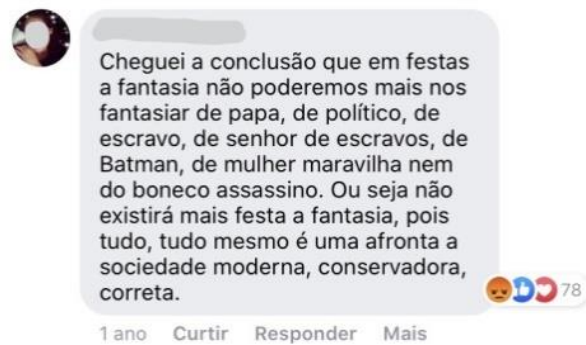 Cheguei a conclusão que em festas
a fantasia não poderemos mais nos
fantasiar de papa, de político, de
escravo, de senhor de escravos, de
Batman, de mulher maravilha nem
do boneco assassino. Ou seja não
existirá mais festa a fantasia, pois
tudo, tudo mesmo é uma afronta a
sociedade moderna, conservadora,
correta.
78
1 ano Curtir Responder Mais